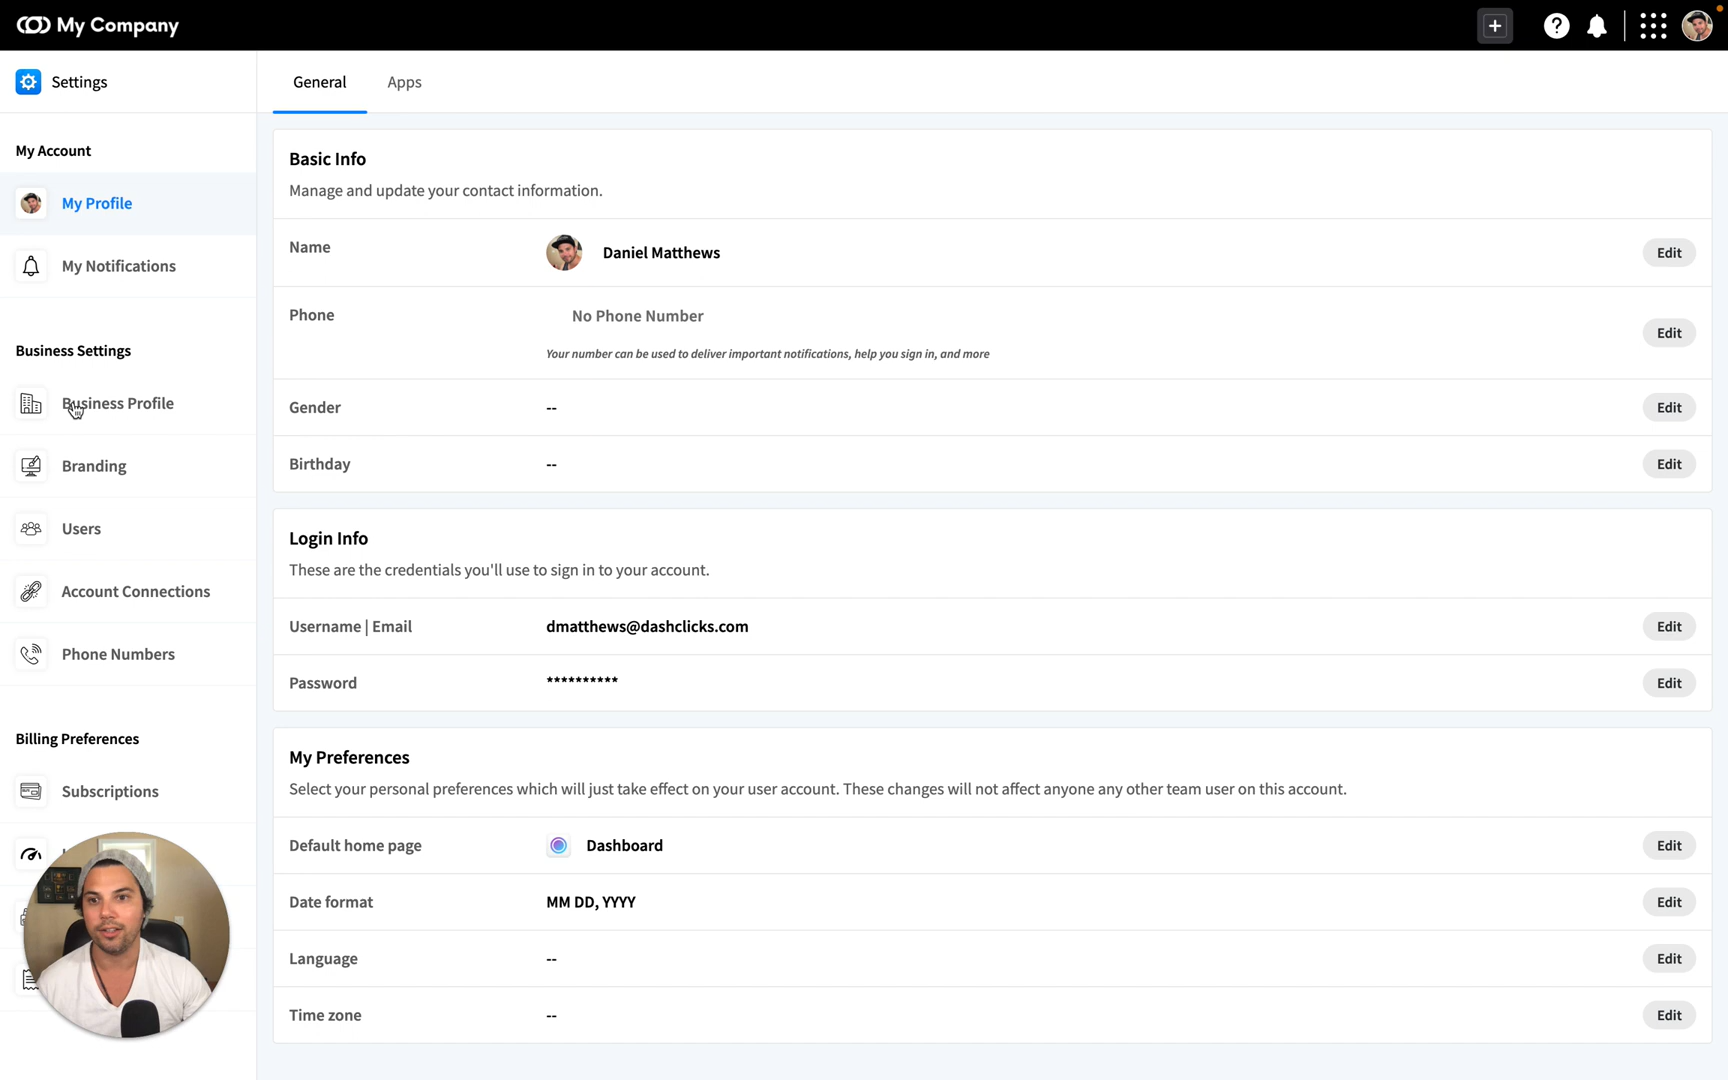 My Company
Settings
General
Apps
My Account
My Profile
My Notifications
Business Settings
Business Profile
Branding
Users
Account Connections
Phone Numbers
Billing Preferences
Subscriptions
Basic Info
Manage and update your contact information.
Name
Daniel Matthews
Edit
Phone
No Phone Number
Your number can be used to deliver important notifications, help you sign in, and more
Edit
Gender
--
Edit
Birthday
--
Edit
Login Info
These are the credentials you'll use to sign in to your account.
Username | Email
dmatthews@dashclicks.com
Edit
Password
**********
Edit
My Preferences
Select your personal preferences which will just take effect on your user account. These changes will not affect anyone any other team user on this account.
Default home page
Dashboard
Edit
Date format
MM DD, YYYY
Edit
Language
--
Edit
Time zone
--
Edit